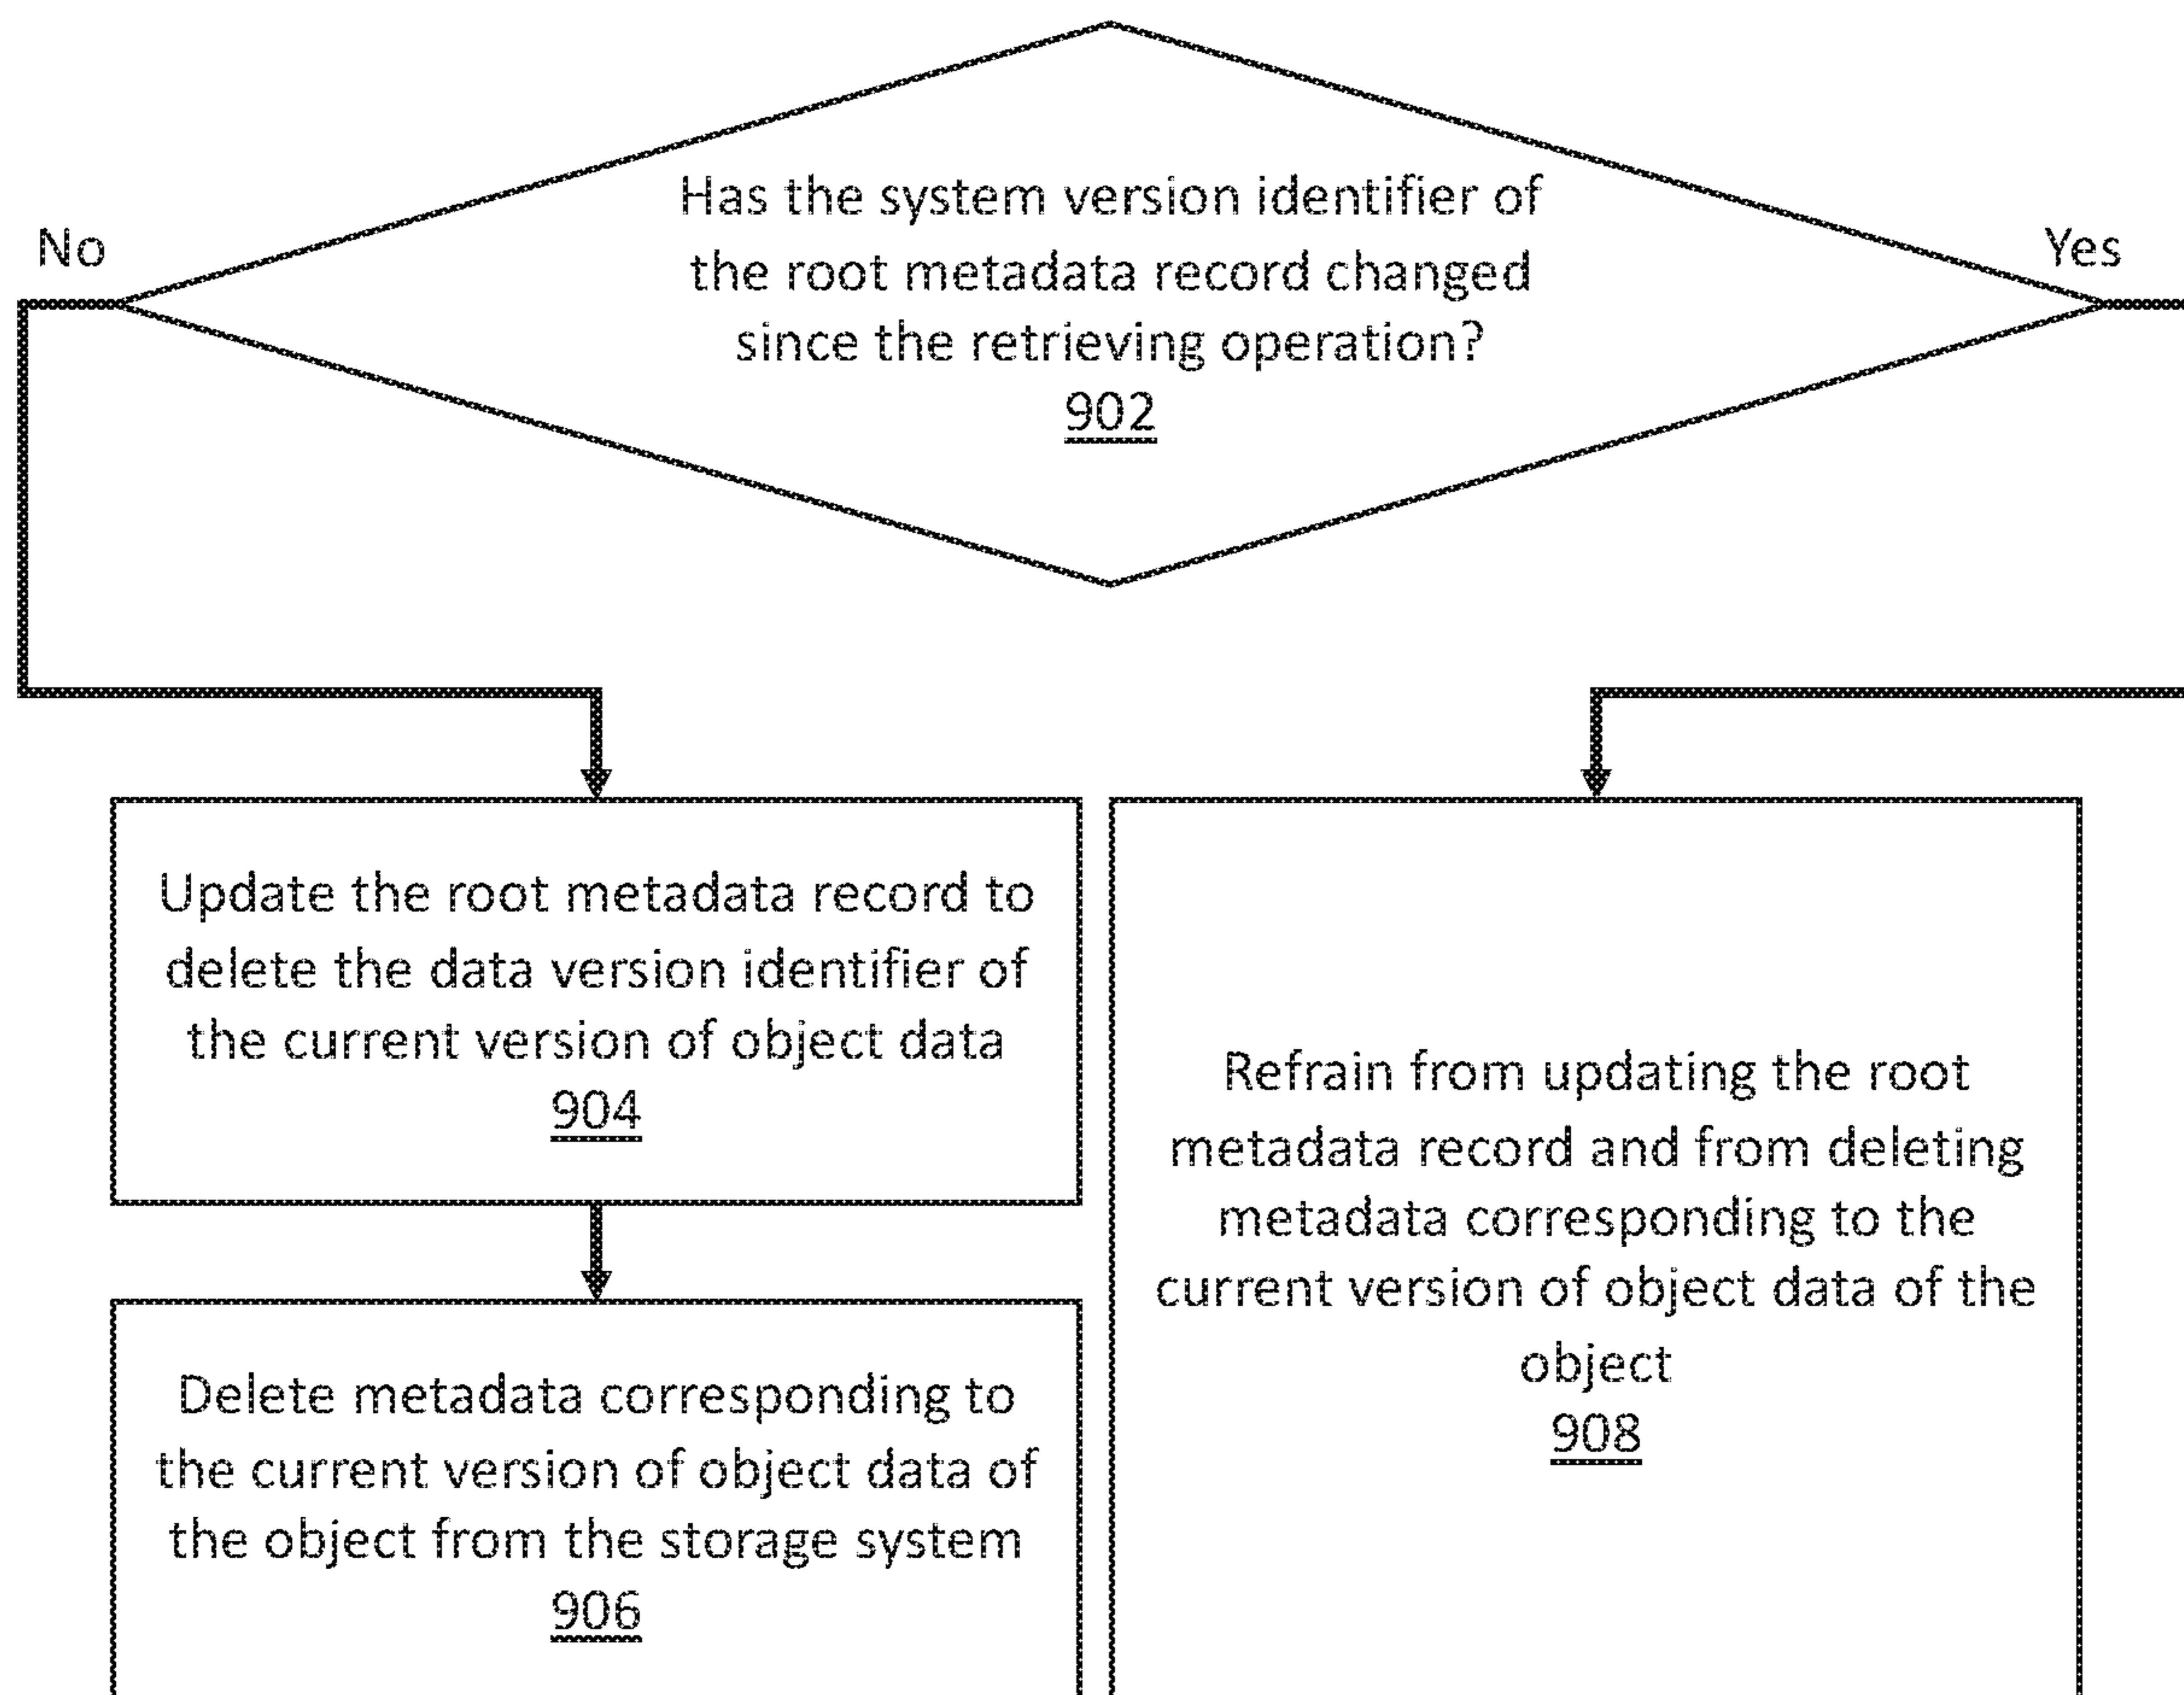 Has the system version identifier of
the root metadata record changed
since the retrieving operation?
902
No
Yes
Update the root metadata record to
delete the data version identifier of
the current version of object data
904
Delete metadata corresponding to
the current version of object data of
the object from the storage system
906
Refrain from updating the root
metadata record and from deleting
metadata corresponding to the
current version of object data of the
object
908